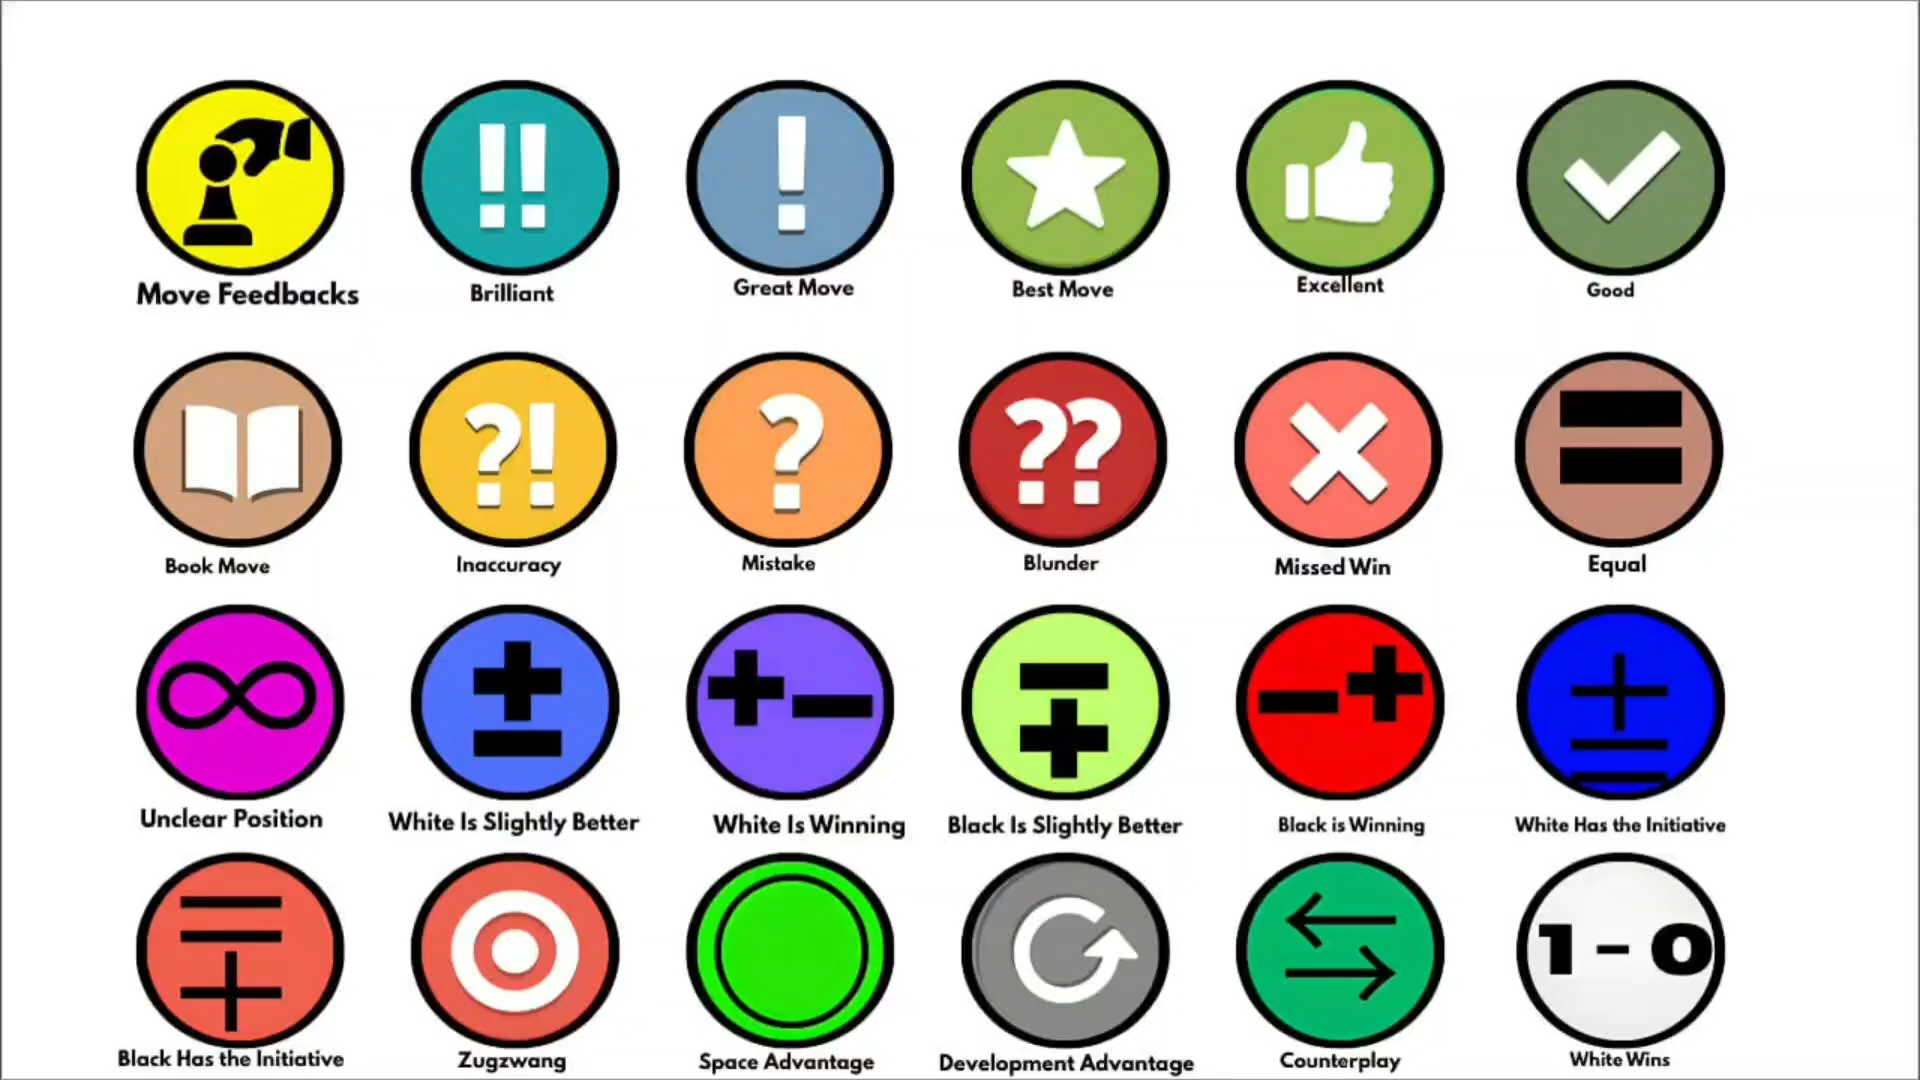 !!
!
Move Feedbacks
Brilliant
Great Move
Best Move
Excellent
Good
?!
?
??
=
Book Move
Inaccuracy
Mistake
Blunder
Missed Win
Equal
∞
±
+−
∓
−+
⩲
Unclear Position
White Is Slightly Better
White Is Winning
Black Is Slightly Better
Black is Winning
White Has the Initiative
⩱
1 - 0
Black Has the Initiative
Zugzwang
Space Advantage
Development Advantage
Counterplay
White Wins